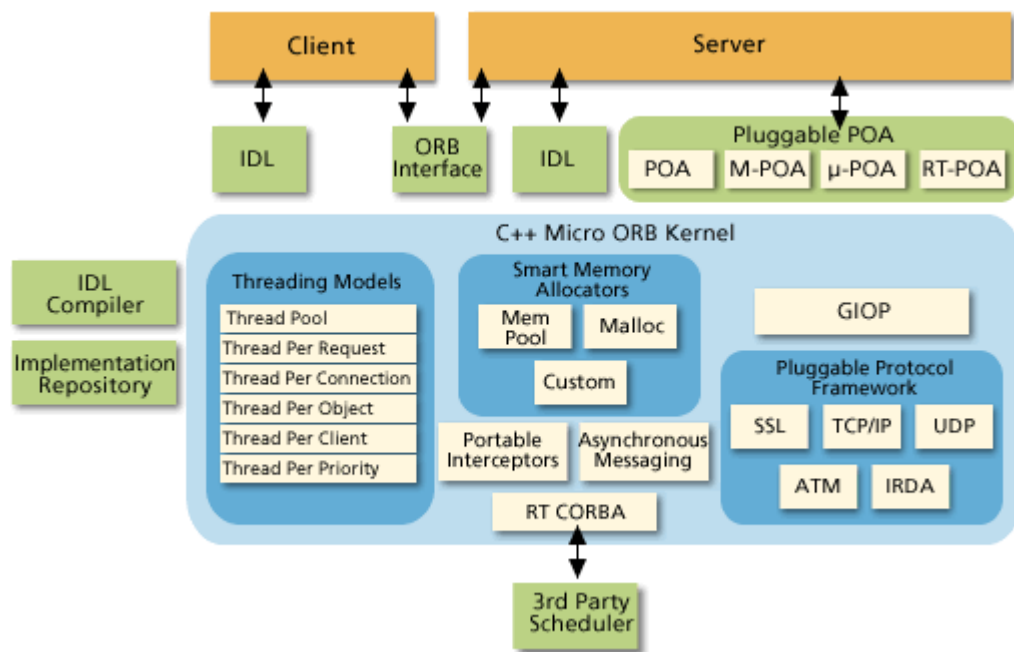 Client
Server
IDL
ORB
Interface
IDL
Pluggable POA
POA
M-POA
µ-POA
RT-POA
C++ Micro ORB Kernel
IDL
Compiler
Implementation
Repository
Threading Models
Thread Pool
Thread Per Request
Thread Per Connection
Thread Per Object
Thread Per Client
Thread Per Priority
Smart Memory
Allocators
Mem
Pool
Malloc
Custom
Portable
Interceptors
Asynchronous
Messaging
RT CORBA
GIOP
Pluggable Protocol
Framework
SSL
TCP/IP
UDP
ATM
IRDA
3rd Party
Scheduler